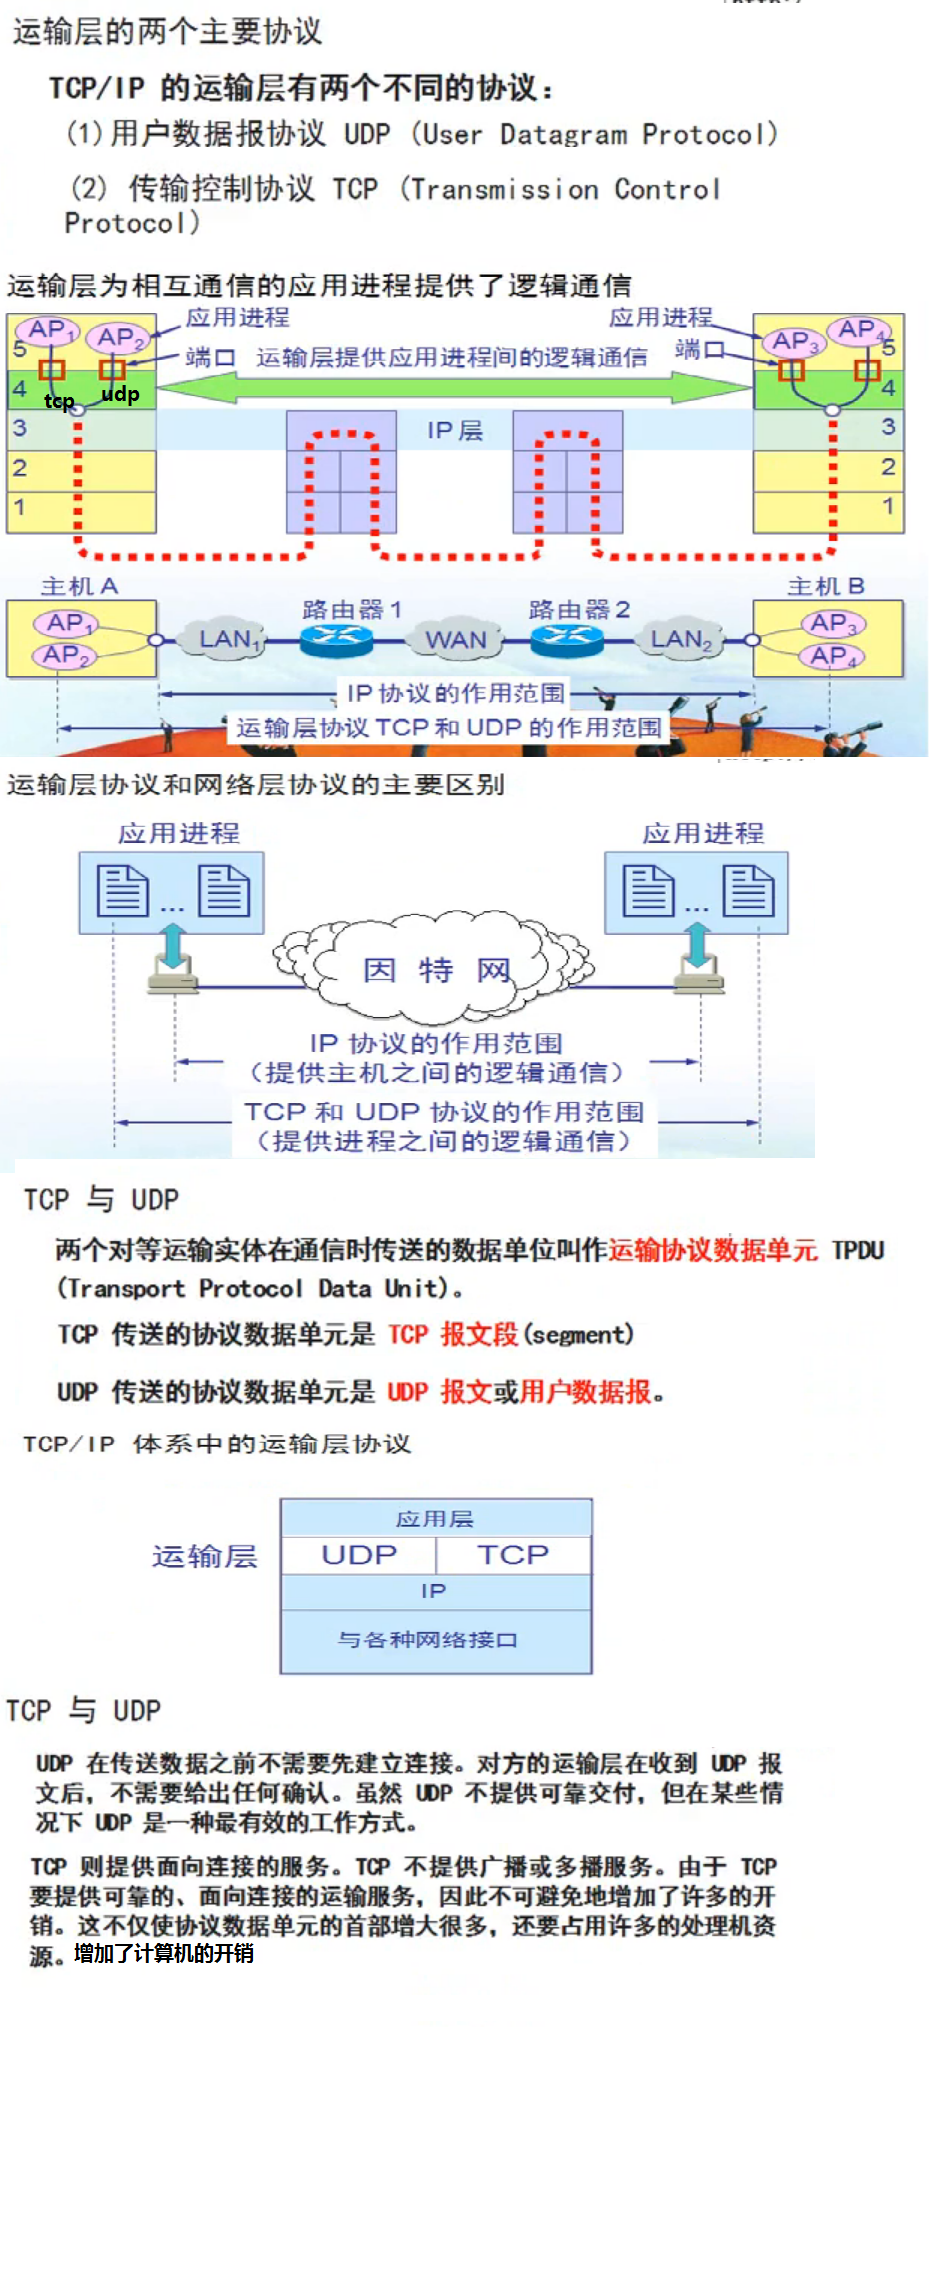 运输层的两个主要协议
TCP/IP 的运输层有两个不同的协议：
(1)用户数据报协议 UDP (User Datagram Protocol)
(2) 传输控制协议 TCP (Transmission Control
Protocol)
运输层为相互通信的应用进程提供了逻辑通信
AP1
AP2
应用进程
应用进程
AP3
AP4
5
端口
运输层提供应用进程间的逻辑通信
端口
5
4
tcp
udp
4
3
IP 层
3
2
2
1
1
主机 A
路由器 1
路由器 2
主机 B
AP1
AP2
LAN1
WAN
LAN2
AP3
AP4
IP 协议的作用范围
运输层协议 TCP 和 UDP 的作用范围
运输层协议和网络层协议的主要区别
应用进程
应用进程
…
…
因 特 网
IP 协议的作用范围
（提供主机之间的逻辑通信）
TCP 和 UDP 协议的作用范围
（提供进程之间的逻辑通信）
TCP 与 UDP
两个对等运输实体在通信时传送的数据单位叫作运输协议数据单元 TPDU
(Transport Protocol Data Unit)。
TCP 传送的协议数据单元是 TCP 报文段(segment)
UDP 传送的协议数据单元是 UDP 报文或用户数据报。
TCP/IP 体系中的运输层协议
应用层
运输层
UDP
TCP
IP
与各种网络接口
TCP 与 UDP
UDP 在传送数据之前不需要先建立连接。对方的运输层在收到 UDP 报
文后，不需要给出任何确认。虽然 UDP 不提供可靠交付，但在某些情
况下 UDP 是一种最有效的工作方式。
TCP 则提供面向连接的服务。TCP 不提供广播或多播服务。由于 TCP
要提供可靠的、面向连接的运输服务，因此不可避免地增加了许多的开
销。这不仅使协议数据单元的首部增大很多，还要占用许多的处理机资
源。增加了计算机的开销